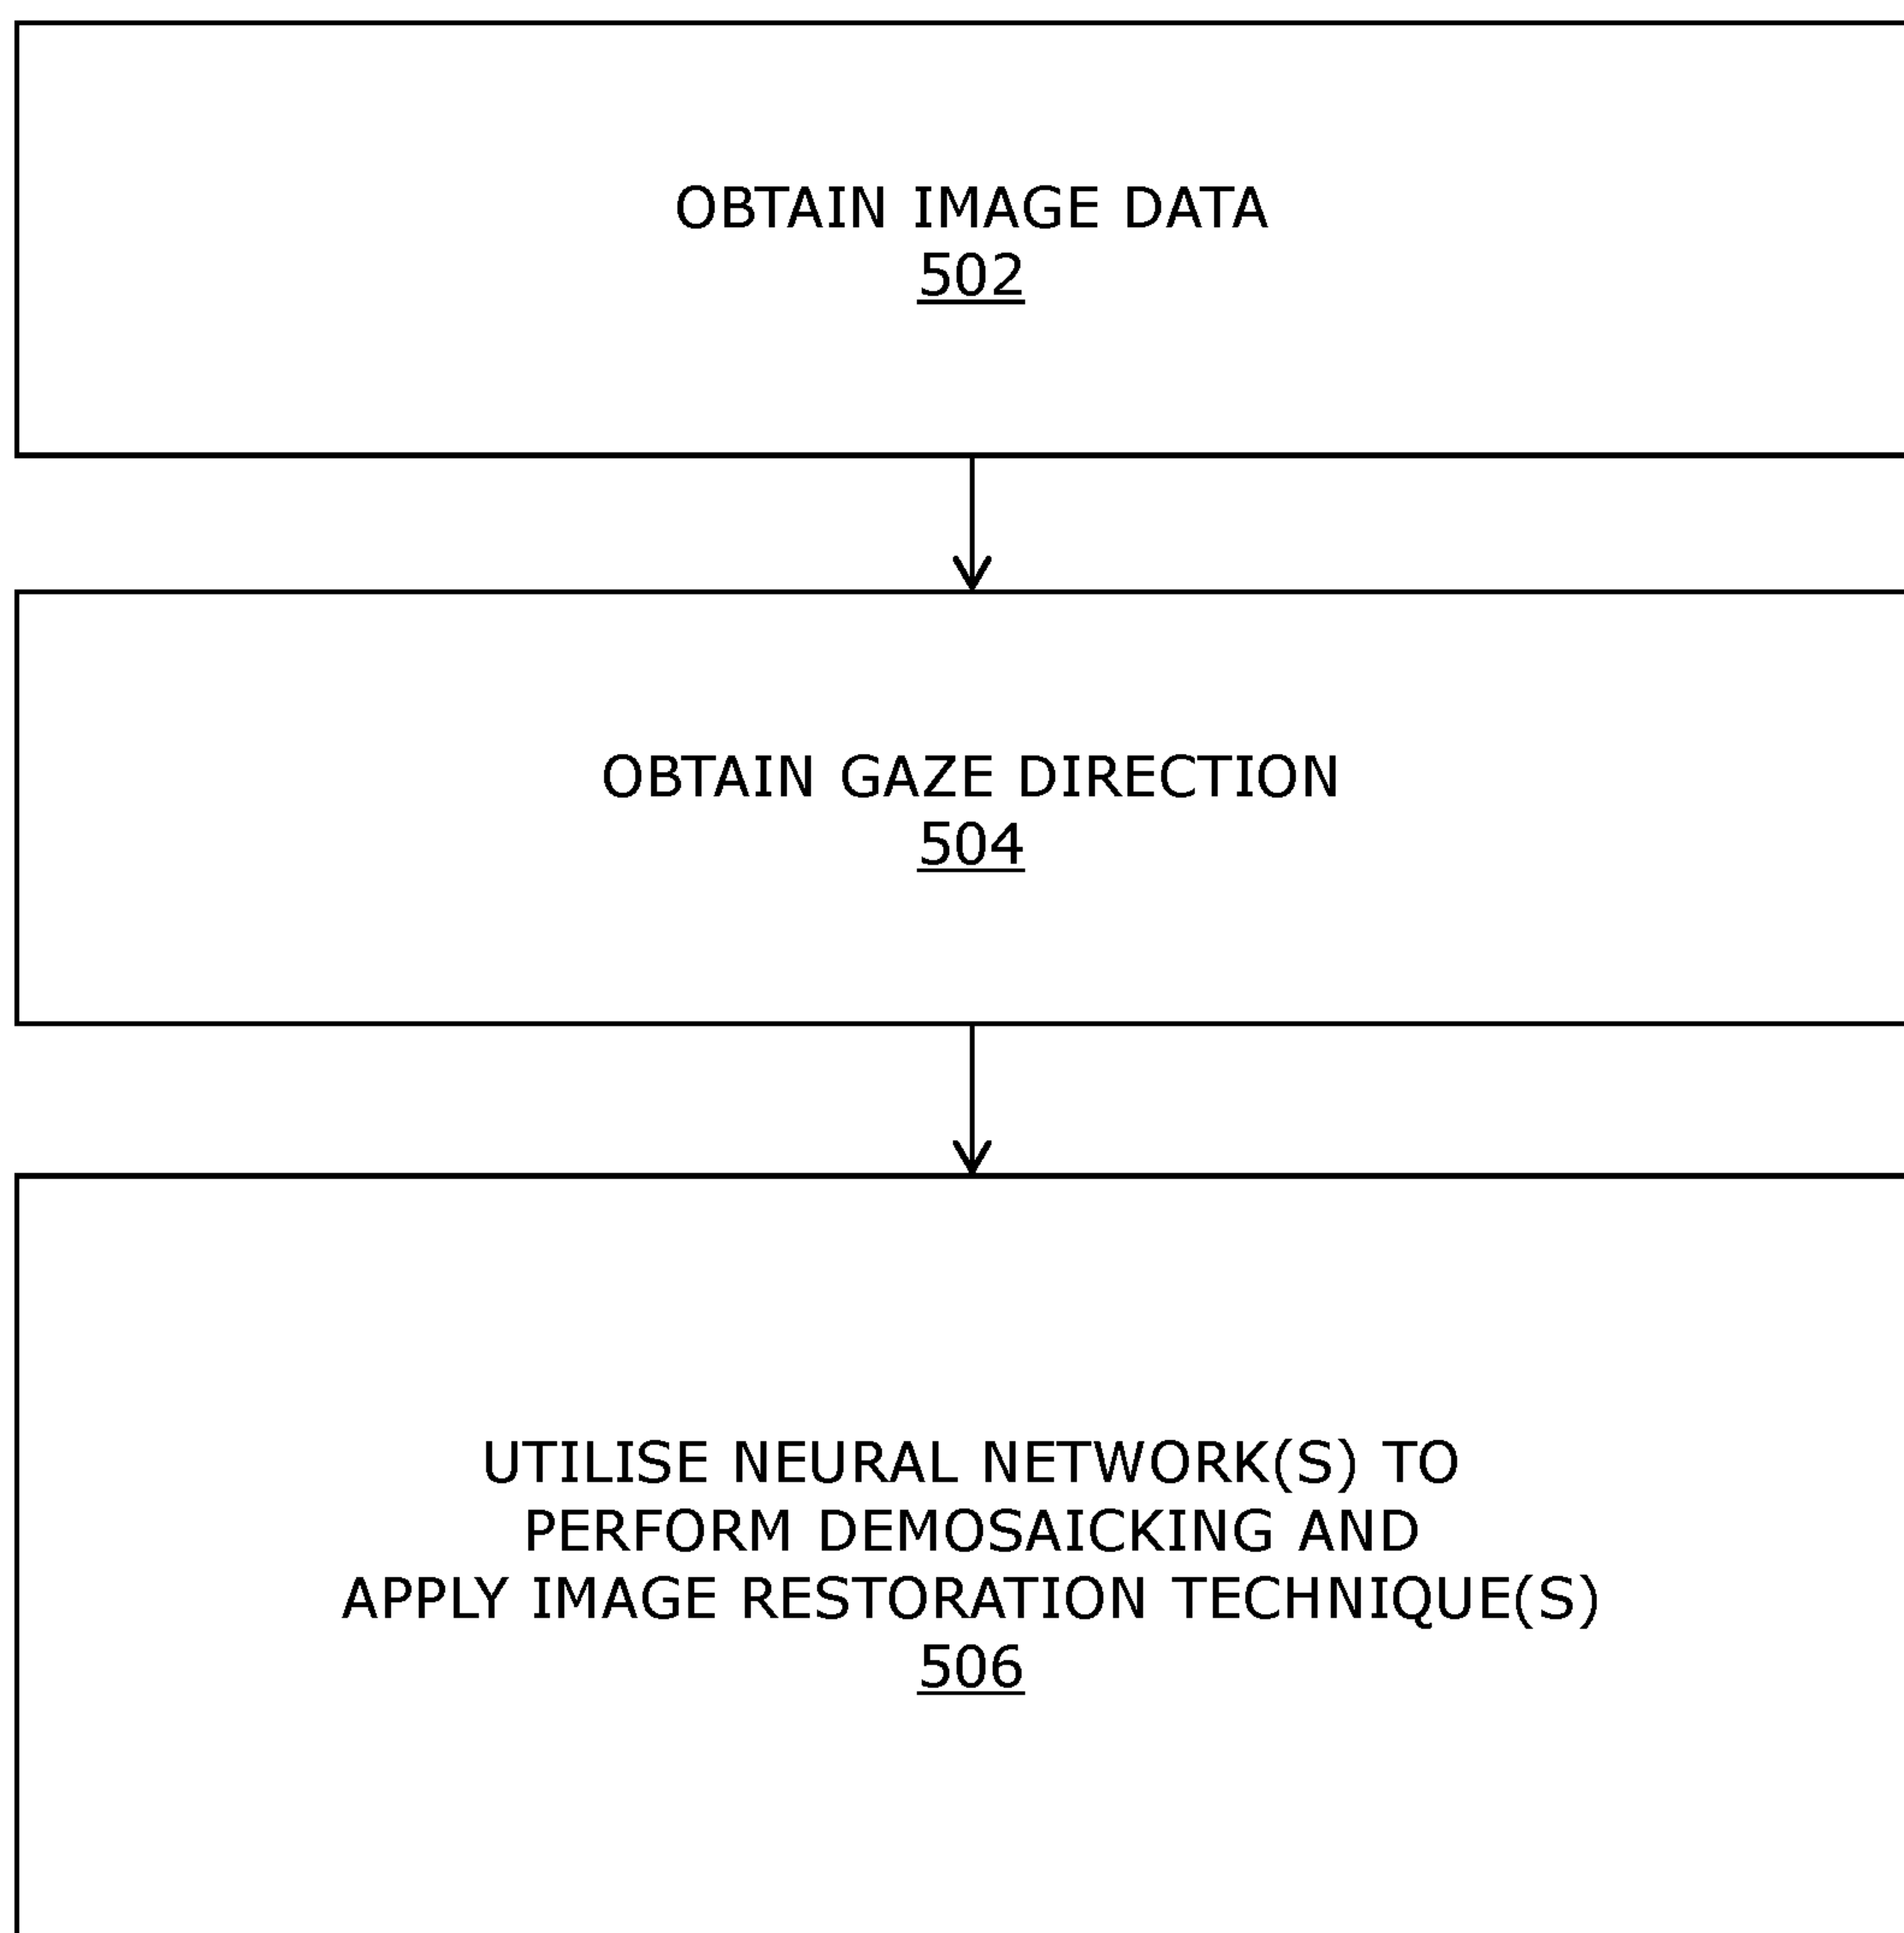 OBTAIN IMAGE DATA
502
OBTAIN GAZE DIRECTION
504
UTILISE NEURAL NETWORK(S) TO
PERFORM DEMOSAICKING AND
APPLY IMAGE RESTORATION TECHNIQUE(S)
506